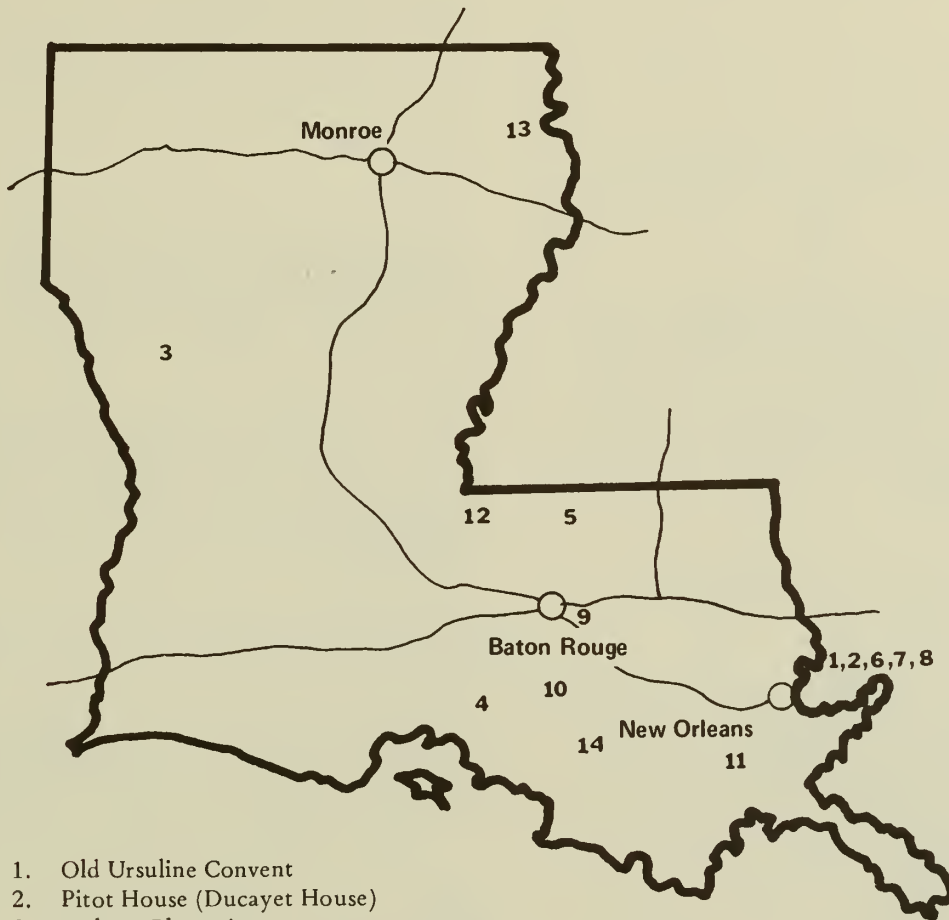 Monroe
13
3
12
5
9
Baton Rouge
1,2,6,7,8
10
4
New Orleans
14
11
1. Old Ursuline Convent
2. Pitot House (Ducayet House)